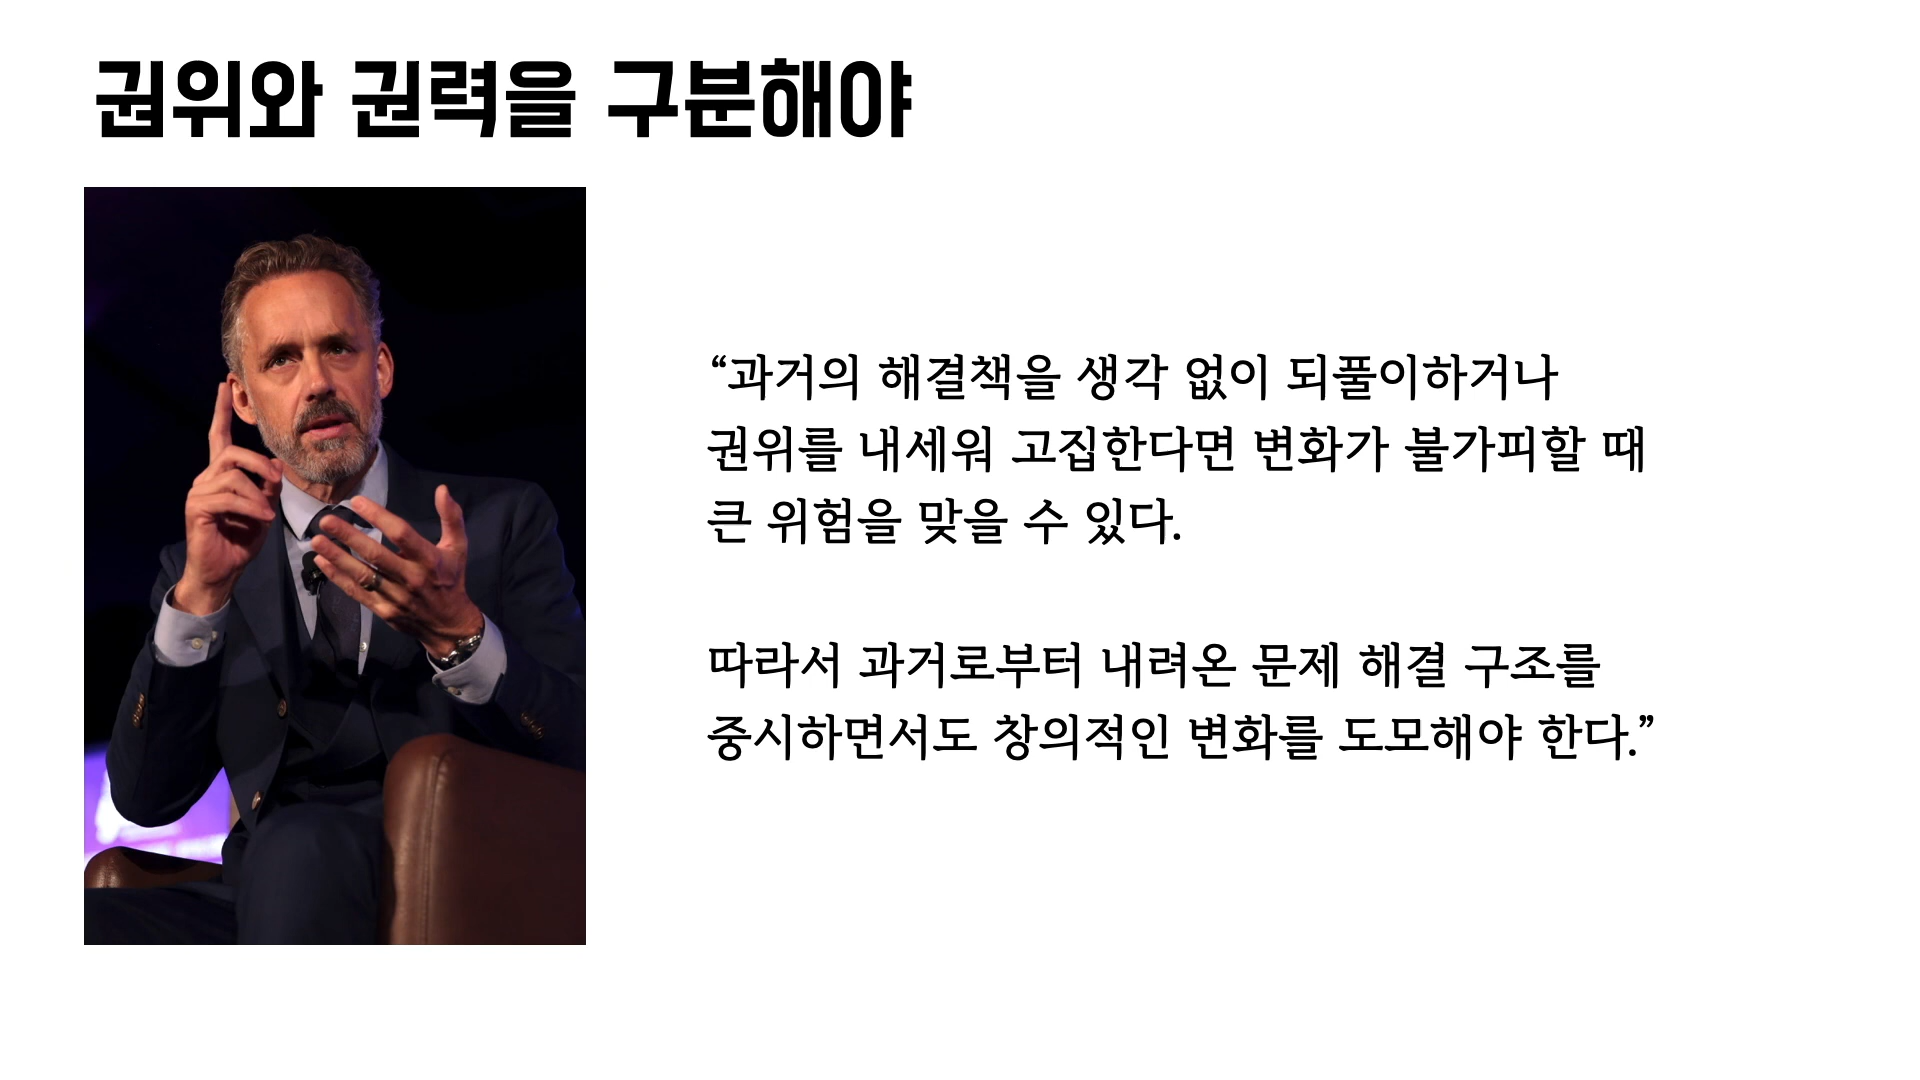 권위와 권력을 구분해야
“과거의 해결책을 생각 없이 되풀이하거나
권위를 내세워 고집한다면 변화가 불가피할 때
큰 위험을 맞을 수 있다.
따라서 과거로부터 내려온 문제 해결 구조를
중시하면서도 창의적인 변화를 도모해야 한다.”